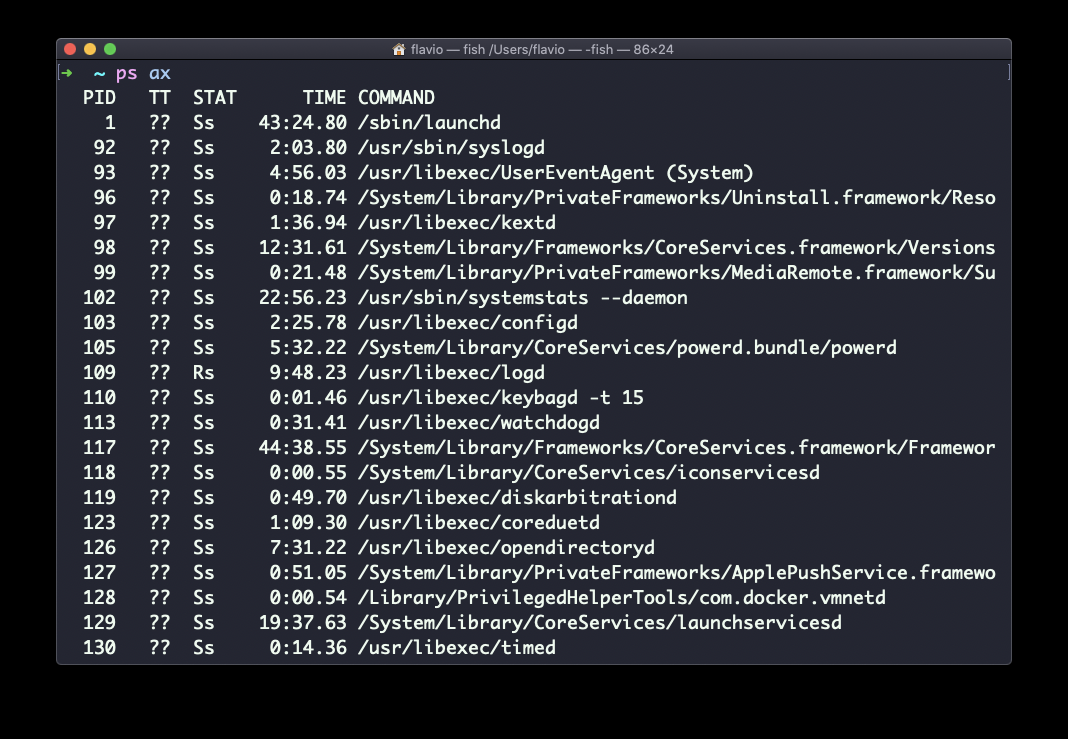 flavio — fish /Users/flavio — -fish — 86×24
➜  ~ ps ax
  PID   TT  STAT      TIME COMMAND
    1   ??  Ss    43:24.80 /sbin/launchd
   92   ??  Ss     2:03.80 /usr/sbin/syslogd
   93   ??  Ss     4:56.03 /usr/libexec/UserEventAgent (System)
   96   ??  Ss     0:18.74 /System/Library/PrivateFrameworks/Uninstall.framework/Reso
   97   ??  Ss     1:36.94 /usr/libexec/kextd
   98   ??  Ss    12:31.61 /System/Library/Frameworks/CoreServices.framework/Versions
   99   ??  Ss     0:21.48 /System/Library/PrivateFrameworks/MediaRemote.framework/Su
  102   ??  Ss    22:56.23 /usr/sbin/systemstats --daemon
  103   ??  Ss     2:25.78 /usr/libexec/configd
  105   ??  Ss     5:32.22 /System/Library/CoreServices/powerd.bundle/powerd
  109   ??  Rs     9:48.23 /usr/libexec/logd
  110   ??  Ss     0:01.46 /usr/libexec/keybagd -t 15
  113   ??  Ss     0:31.41 /usr/libexec/watchdogd
  117   ??  Ss    44:38.55 /System/Library/Frameworks/CoreServices.framework/Framewor
  118   ??  Ss     0:00.55 /System/Library/CoreServices/iconservicesd
  119   ??  Ss     0:49.70 /usr/libexec/diskarbitrationd
  123   ??  Ss     1:09.30 /usr/libexec/coreduetd
  126   ??  Ss     7:31.22 /usr/libexec/opendirectoryd
  127   ??  Ss     0:51.05 /System/Library/PrivateFrameworks/ApplePushService.framewo
  128   ??  Ss     0:00.54 /Library/PrivilegedHelperTools/com.docker.vmnetd
  129   ??  Ss    19:37.63 /System/Library/CoreServices/launchservicesd
  130   ??  Ss     0:14.36 /usr/libexec/timed